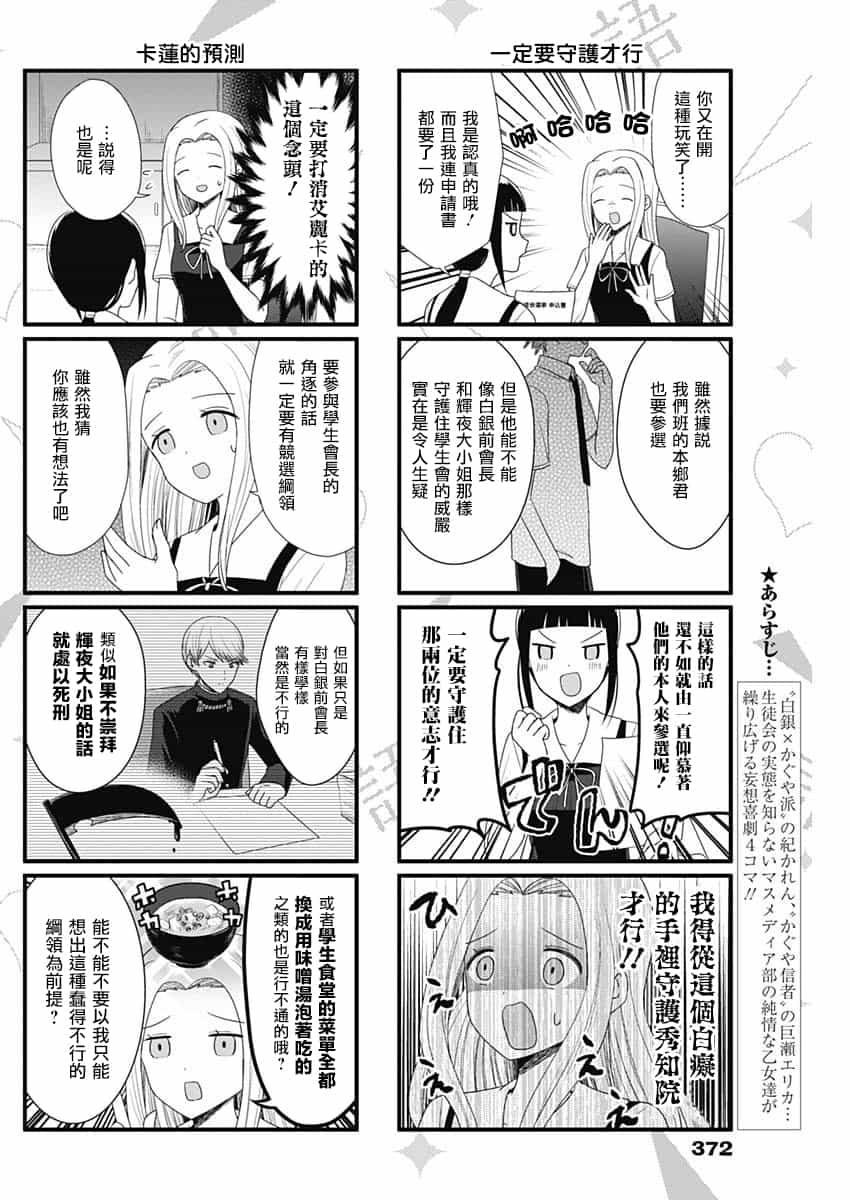 一定要守護才行
你又在開
這種玩笑了……
啊哈哈哈哈
我是認真的哦！
而且我連申請書
都要了一份
雖然據說
我們班的本鄉君
也要參選
但是他能不能
像白銀前會長
和輝夜大小姐那樣
守護住學生會的威嚴
實在是令人生疑
這樣的話
還不如就由一直仰慕著
他們的本人來參選呢！
一定要守護住
那兩位的意志才行!!
でん
我得從這個白癡
的手裡守護秀知院
才行!!
ひいっ
卡蓮的預測
一定要打消艾麗卡的
這個念頭！
…說得
也是呢
要參與學生會長的
角逐的話
就一定要有競選綱領
雖然我猜
你應該也有想法了吧
但如果只是
對白銀前會長
有樣學樣
當然是不行的
類似如果不崇拜
輝夜大小姐的話
就處以死刑
或者學生食堂的菜單全都
換成用味噌湯泡著吃的
之類的也是行不通的哦？
能不能不要以我只能
想出這種蠢得不行的
綱領為前提？
★あらすじ…
〝白銀×かぐや派〟の紀かれん、〝かぐや信者〟の巨瀬エリカ…
生徒会の実態を知らないマスメディア部の純情な乙女達が
繰り広げる妄想喜劇4コマ!!
372
語
語